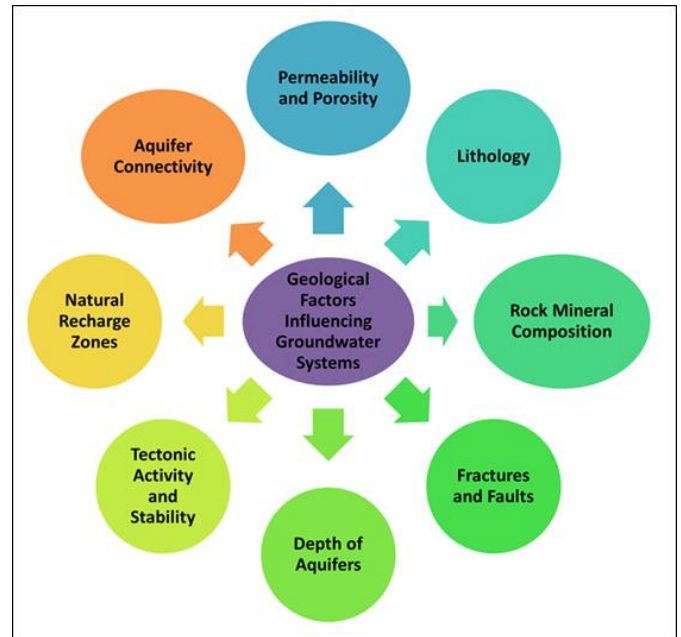 Permeability
and Porosity
Lithology
Rock Mineral
Composition
Fractures
and Faults
Depth of
Aquifers
Tectonic
Activity
and
Stability
Natural
Recharge
Zones
Aquifer
Connectivity
Geological
Factors
Influencing
Groundwater
Systems